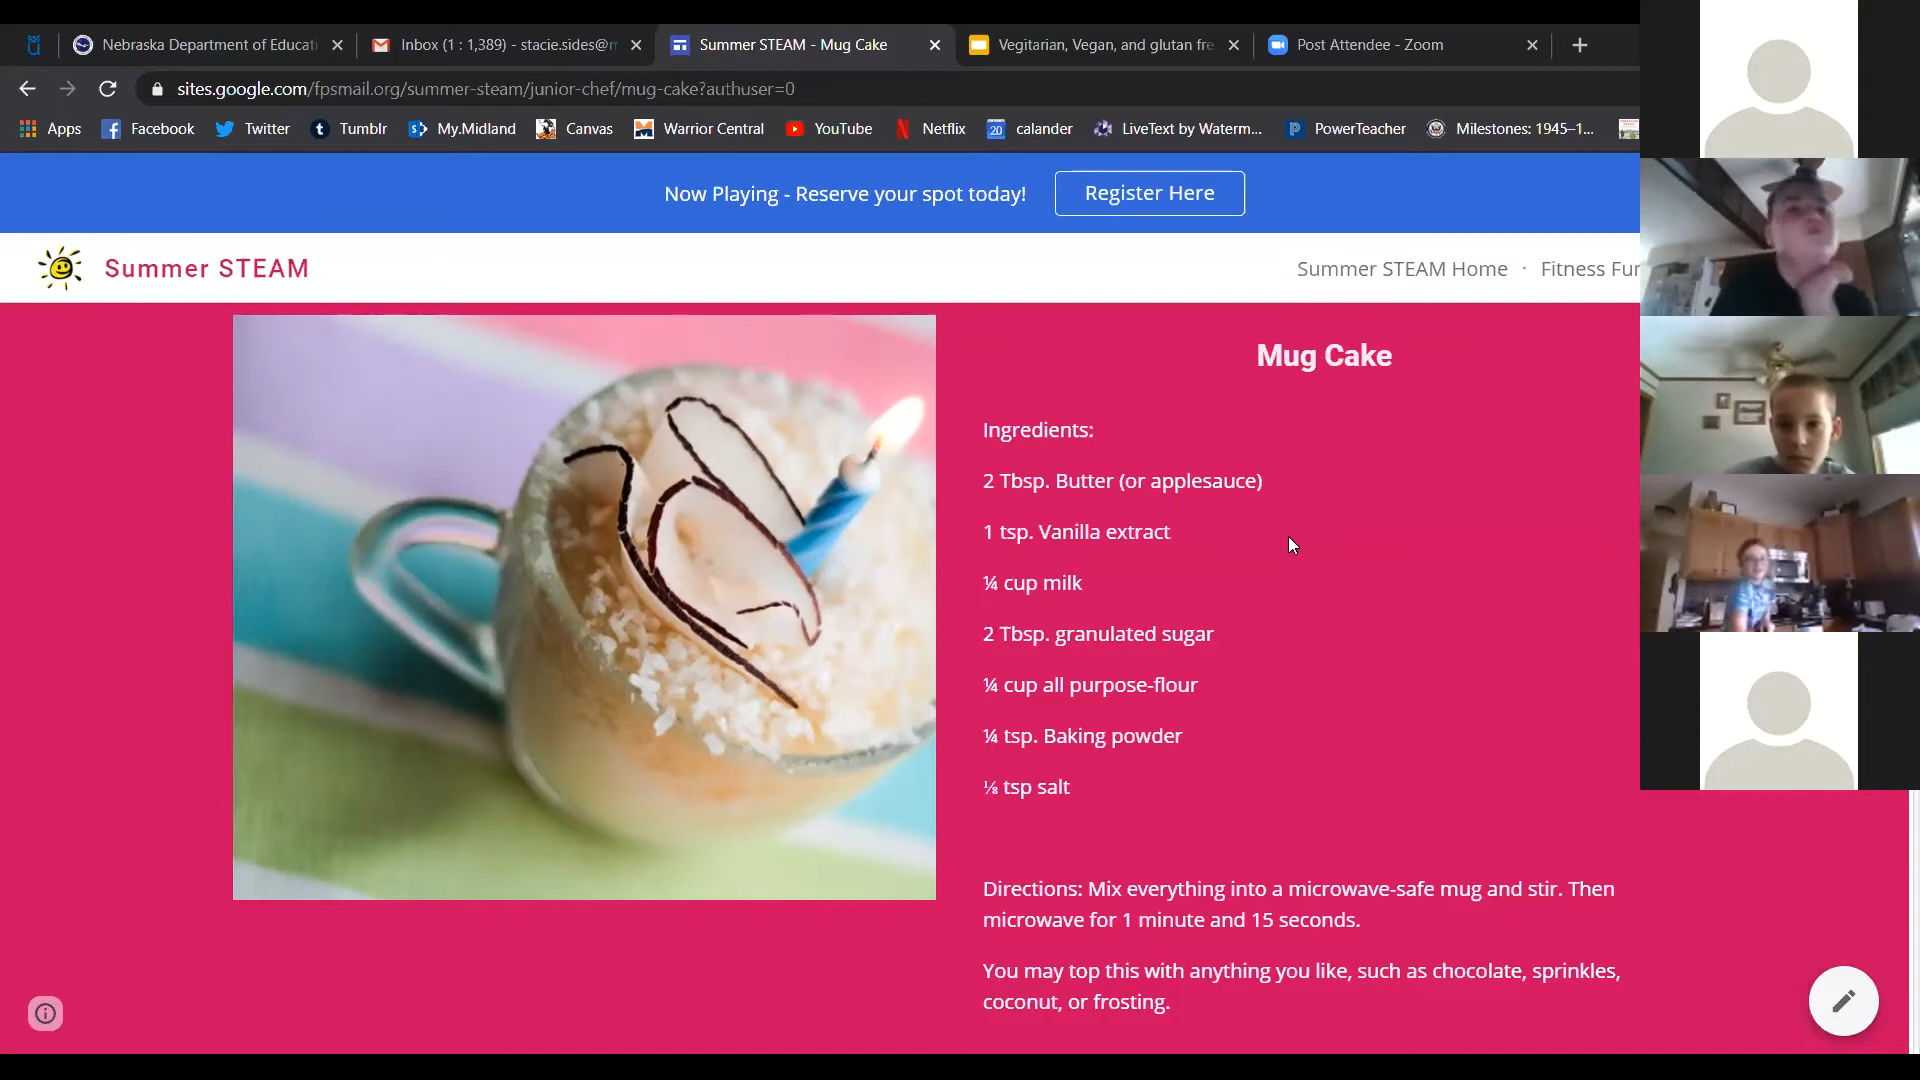 Nebraska Department of Educati
Inbox (1 : 1,389) - stacie.sides@m
Summer STEAM - Mug Cake
Vegitarian, Vegan, and glutan fre
Post Attendee - Zoom
sites.google.com/fpsmail.org/summer-steam/junior-chef/mug-cake?authuser=0
Apps
Facebook
Twitter
Tumblr
My.Midland
Canvas
Warrior Central
YouTube
Netflix
20
calander
LiveText by Waterm...
PowerTeacher
Milestones: 1945–1...
Now Playing - Reserve your spot today!
Register Here
Summer STEAM
Summer STEAM Home · Fitness Fun
Mug Cake
Ingredients:
2 Tbsp. Butter (or applesauce)
1 tsp. Vanilla extract
¼ cup milk
2 Tbsp. granulated sugar
¼ cup all purpose-flour
¼ tsp. Baking powder
⅛ tsp salt
Directions: Mix everything into a microwave-safe mug and stir. Then
microwave for 1 minute and 15 seconds.
You may top this with anything you like, such as chocolate, sprinkles,
coconut, or frosting.